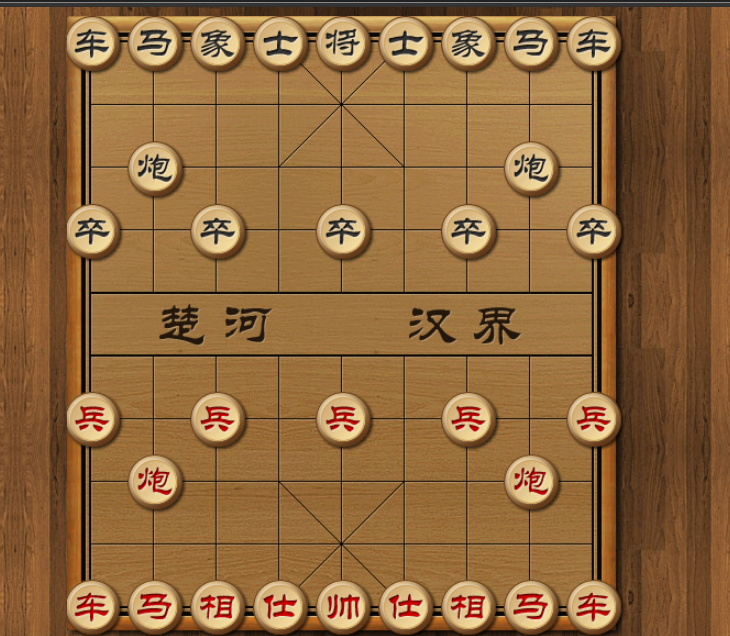 车马象士将士象马车
炮 炮
卒 卒 卒 卒 卒
楚河 汉界
兵 兵 兵 兵 兵
炮 炮
车马相仕帅仕相马车